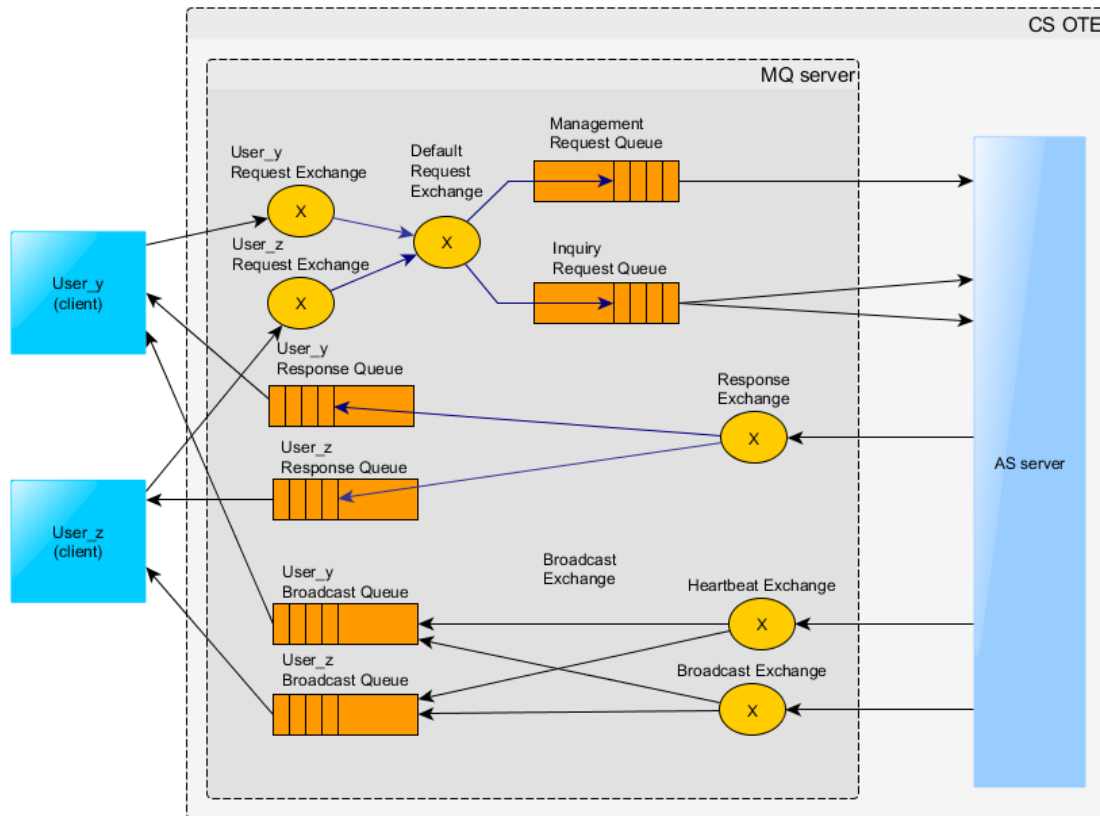 CS OTE
MQ server
Management
Request Queue
User_y
Request Exchange
Default
Request
Exchange
X
X
User_z
Request Exchange
X
Inquiry
Request Queue
User_y
(client)
User_y
Response Queue
Response
Exchange
X
User_z
Response Queue
AS server
User_z
(client)
Broadcast
Exchange
User_y
Broadcast Queue
Heartbeat Exchange
X
User_z
Broadcast Queue
Broadcast Exchange
X